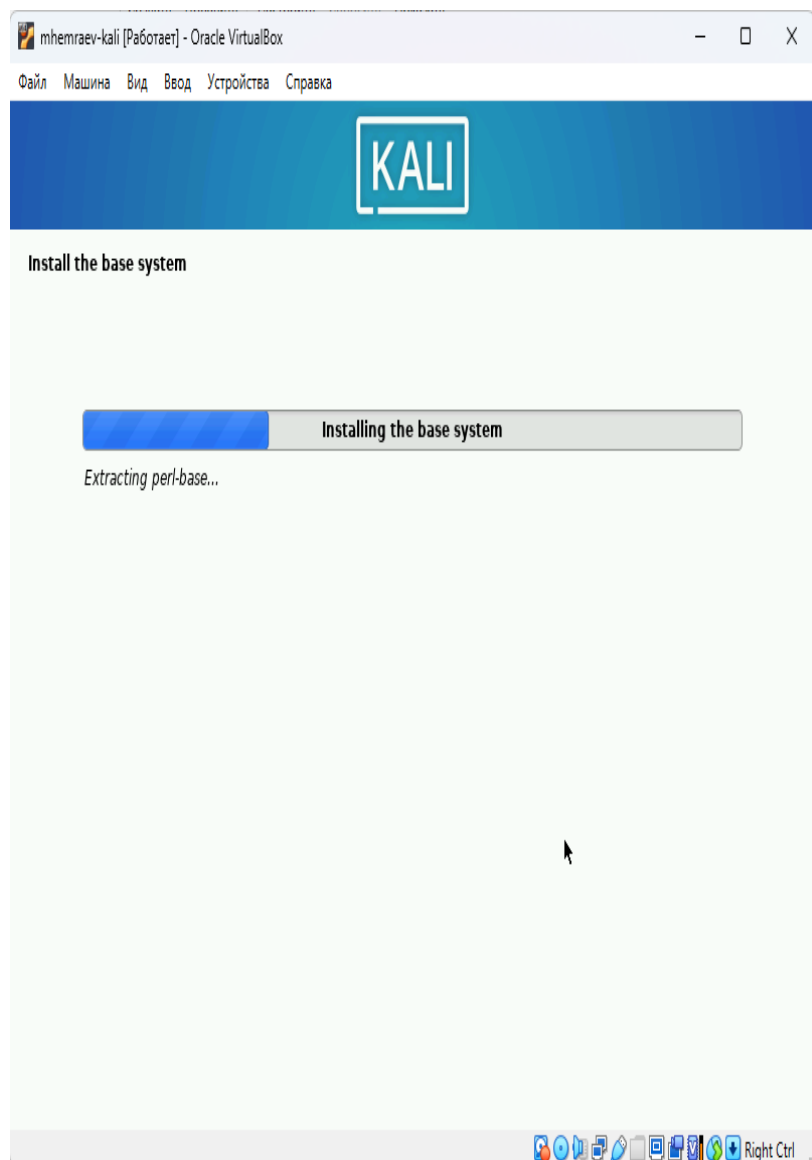 mhemraev-kali [Работает] - Oracle VirtualBox
Файл Машина Вид Ввод Устройства Справка
KALI
Install the base system
Installing the base system
Extracting perl-base...
Right Ctrl